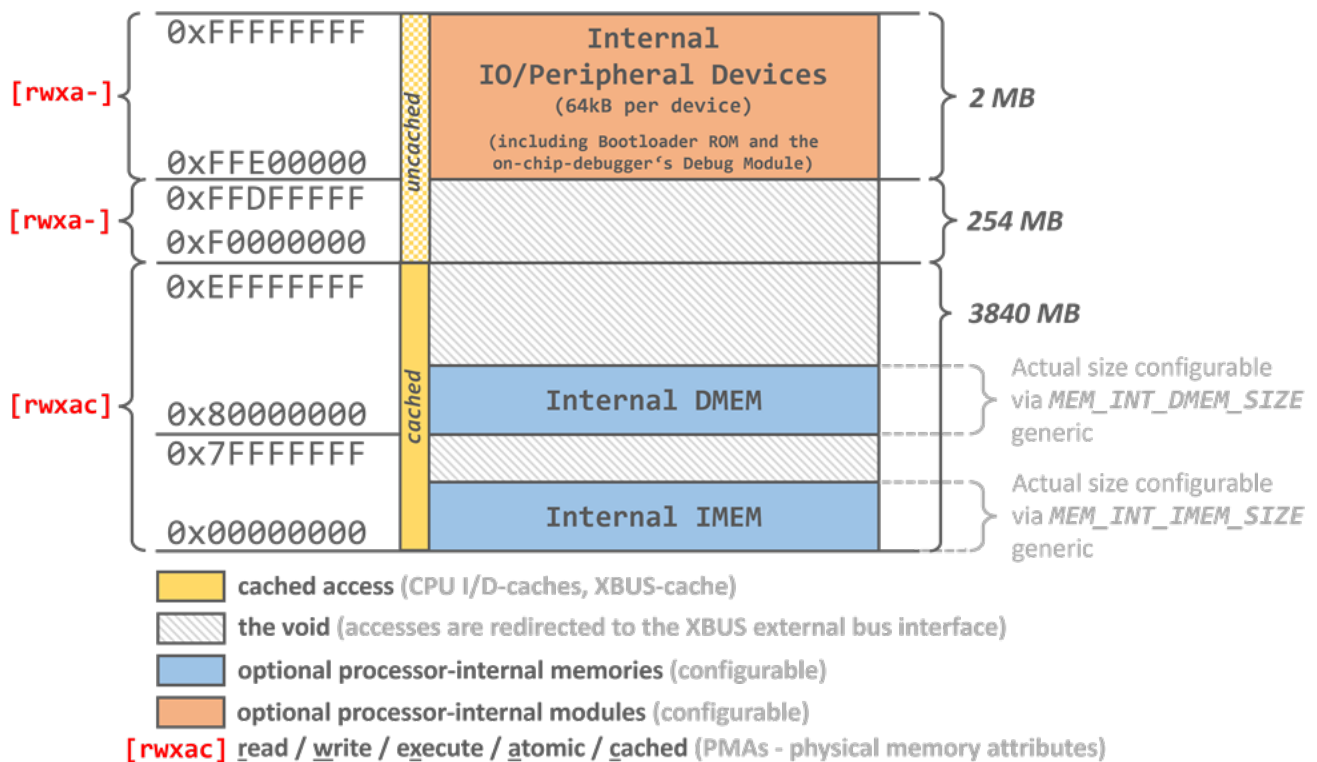 0xFFFFFFFF
Internal
IO/Peripheral Devices
(64kB per device)
(including Bootloader ROM and the
on-chip-debugger‘s Debug Module)
[rwxa-]
2 MB
0xFFE00000
uncached
0xFFDFFFFF
[rwxa-]
254 MB
0xF0000000
0xEFFFFFFF
3840 MB
[rwxac]
cached
Internal DMEM
Actual size configurable
via MEM_INT_DMEM_SIZE
generic
0x80000000
0x7FFFFFFF
Internal IMEM
Actual size configurable
via MEM_INT_IMEM_SIZE
generic
0x00000000
cached access (CPU I/D-caches, XBUS-cache)
the void (accesses are redirected to the XBUS external bus interface)
optional processor-internal memories (configurable)
optional processor-internal modules (configurable)
[rwxac] read / write / execute / atomic / cached (PMAs - physical memory attributes)